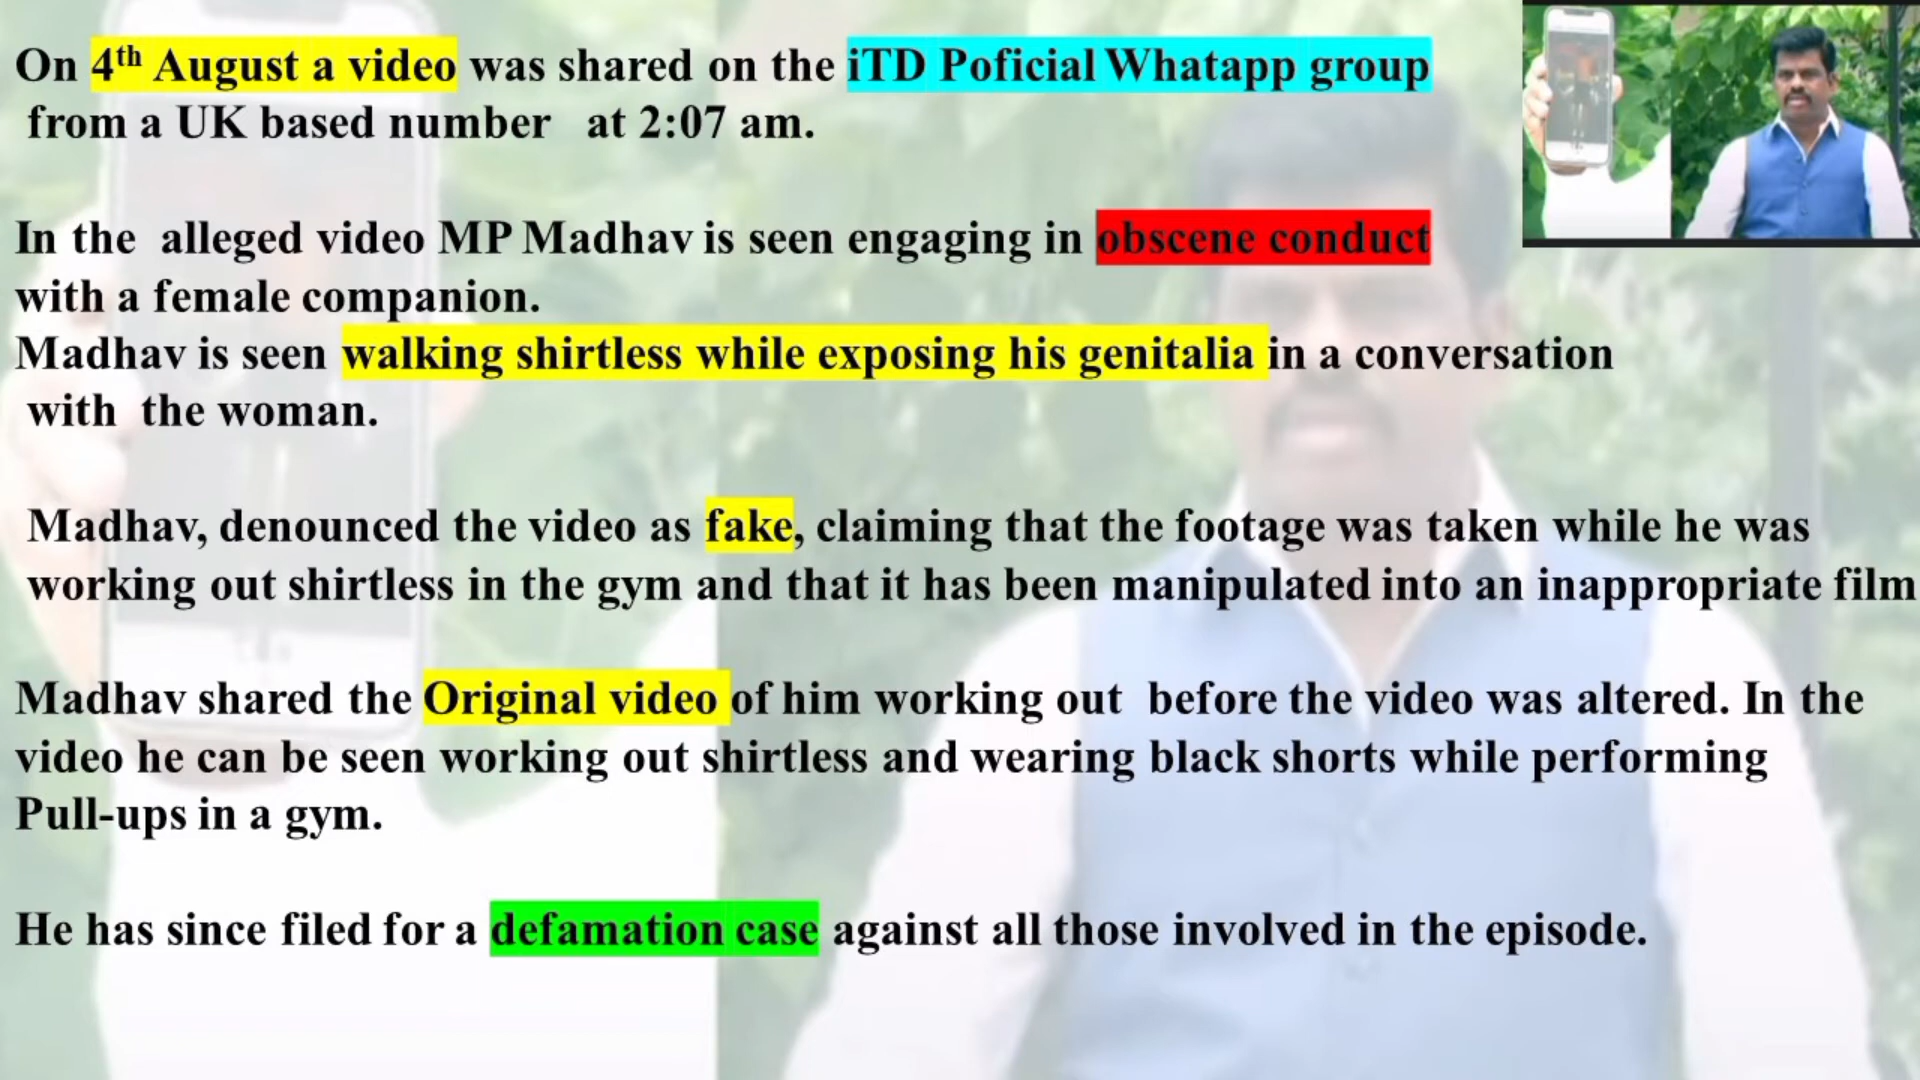 On 4th August a video was shared on the iTD Poficial Whatapp group
from a UK based number at 2:07 am.
In the alleged video MP Madhav is seen engaging in obscene conduct
with a female companion.
Madhav is seen walking shirtless while exposing his genitalia in a conversation
with the woman.
Madhav, denounced the video as fake, claiming that the footage was taken while he was
working out shirtless in the gym and that it has been manipulated into an inappropriate film
Madhav shared the Original video of him working out before the video was altered. In the
video he can be seen working out shirtless and wearing black shorts while performing
Pull-ups in a gym.
He has since filed for a defamation case against all those involved in the episode.